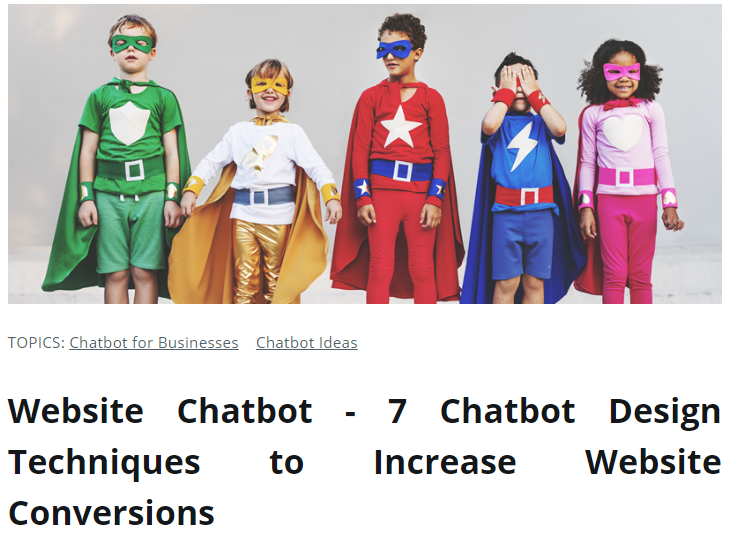 TOPICS: Chatbot for Businesses Chatbot Ideas
Website Chatbot - 7 Chatbot Design
Techniques to Increase Website
Conversions